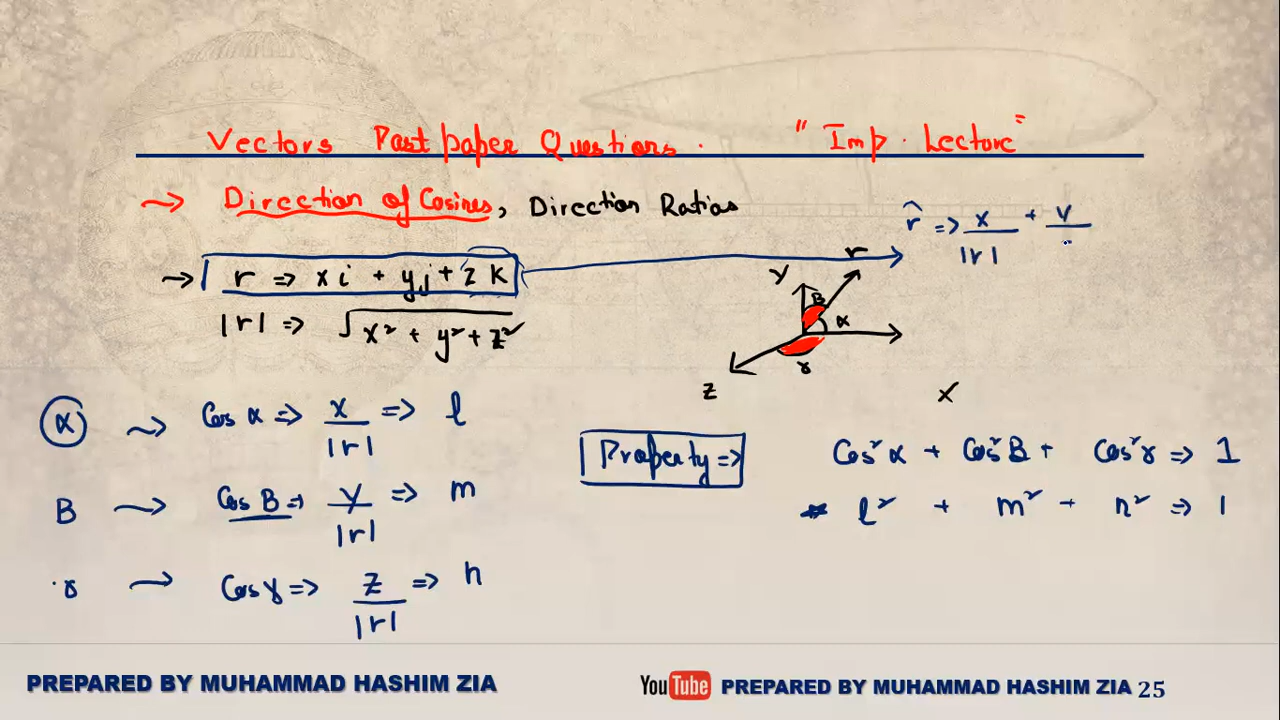 Vectors Past paper Questions. "Imp. Lecture"
~> Direction of Cosines, Direction Ratios
r̂ => x/|r| + y/
-> r => xi + yj + zk
|r| => √x² + y² + z²
y r B α z γ x
α ~> Cos α => x/|r| => l
B ~> Cos B => y/|r| => m
γ ~> Cos γ => z/|r| => n
Property =>
Cos²α + Cos²B + Cos²γ => 1
* l² + m² + n² => 1
PREPARED BY MUHAMMAD HASHIM ZIA
YouTube PREPARED BY MUHAMMAD HASHIM ZIA 25